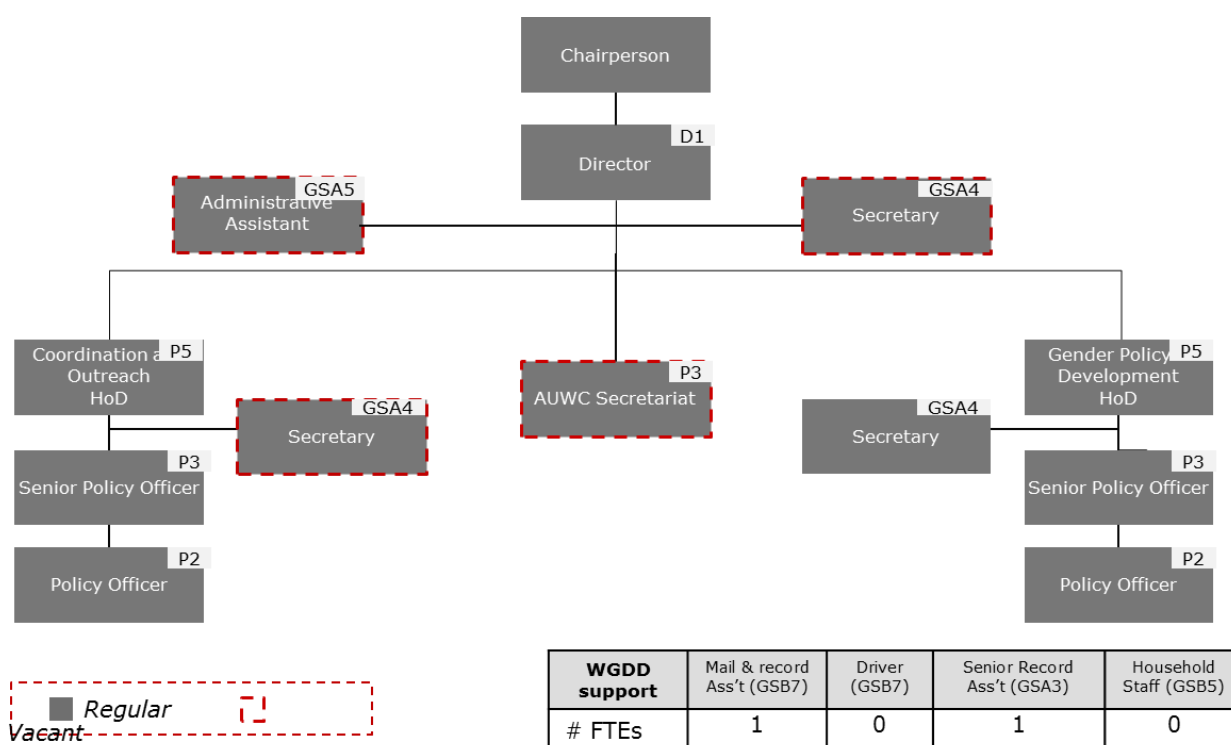 Chairperson
D1
Director
GSA5
Administrative
Assistant
GSA4
Secretary
P5
Coordination a
Outreach
HoD
P3
AUWC Secretariat
P5
Gender Policy
Development
HoD
GSA4
Secretary
GSA4
Secretary
P3
Senior Policy Officer
P3
Senior Policy Officer
P2
Policy Officer
P2
Policy Officer
WGDD
support
Mail & record
Ass't (GSB7)
Driver
(GSB7)
Senior Record
Ass't (GSA3)
Household
Staff (GSB5)
# FTEs
1
0
1
0
Regular
Vacant